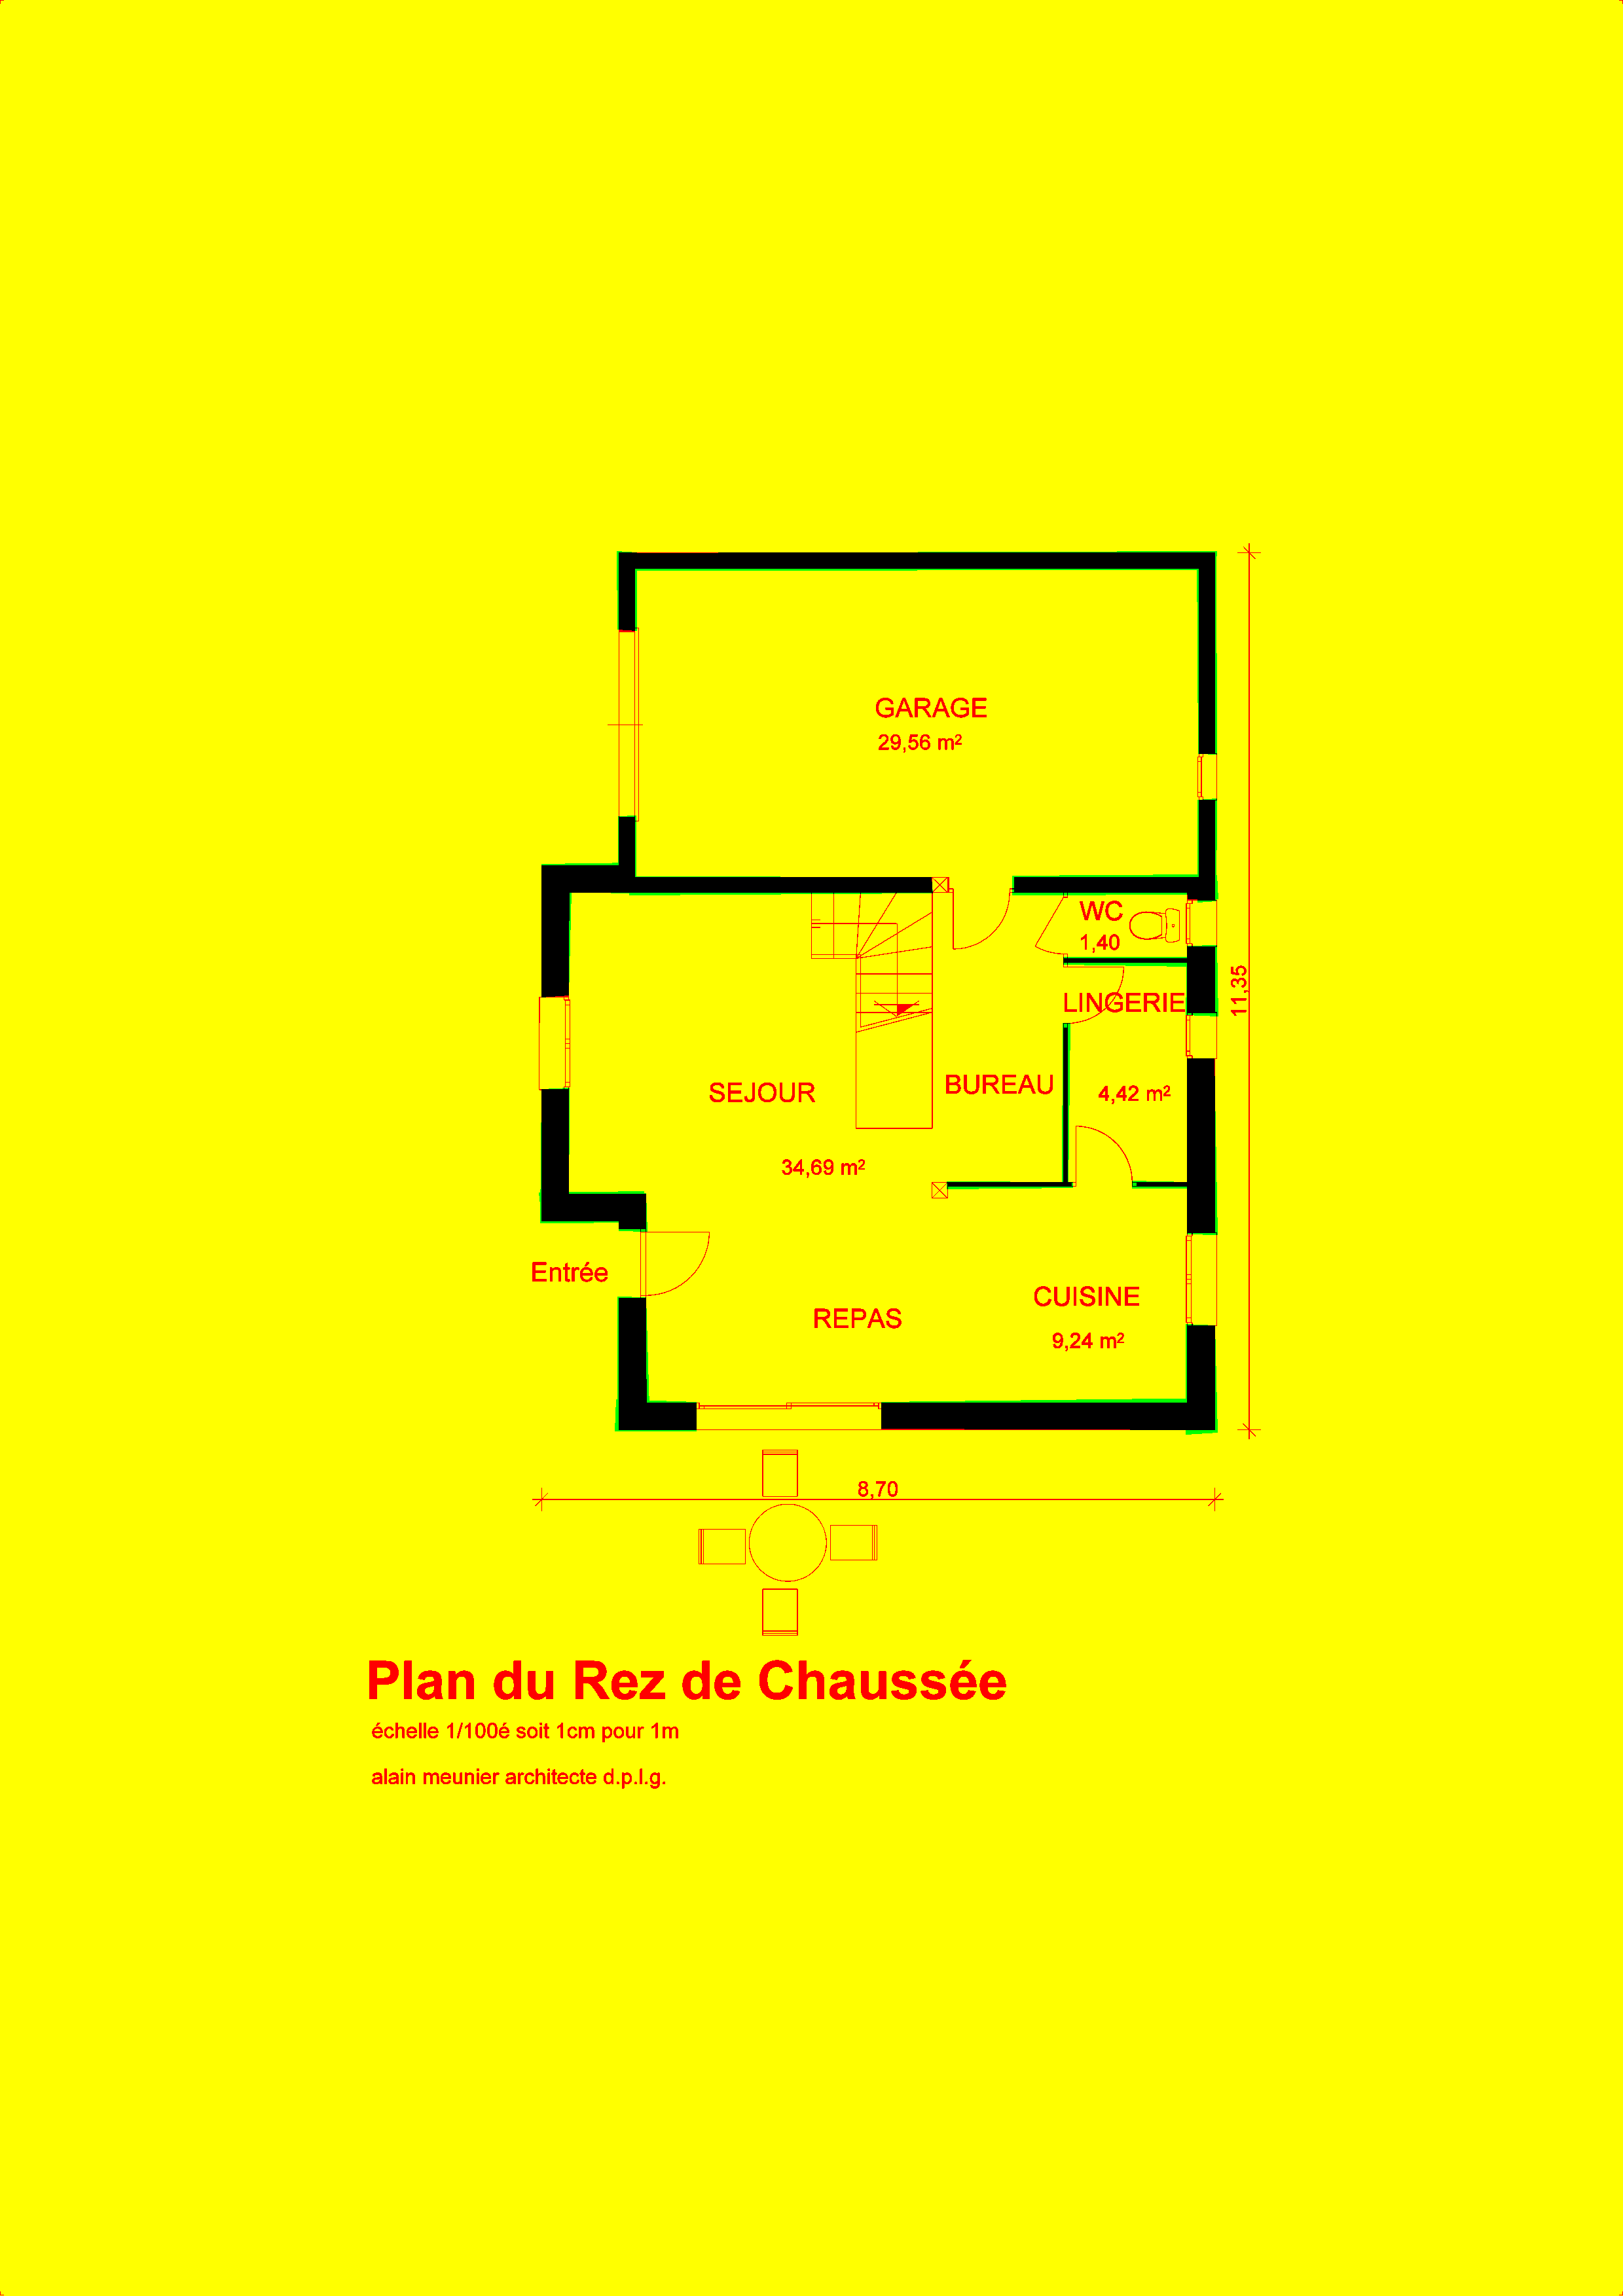 GARAGE
29,56 m²
WC
1,40
LINGERIE
11,35
SEJOUR
BUREAU
4,42 m²
34,69 m²
Entrée
CUISINE
REPAS
9,24 m²
8,70
Plan du Rez de Chaussée
échelle 1/100é soit 1cm pour 1m
alain meunier architecte d.p.l.g.